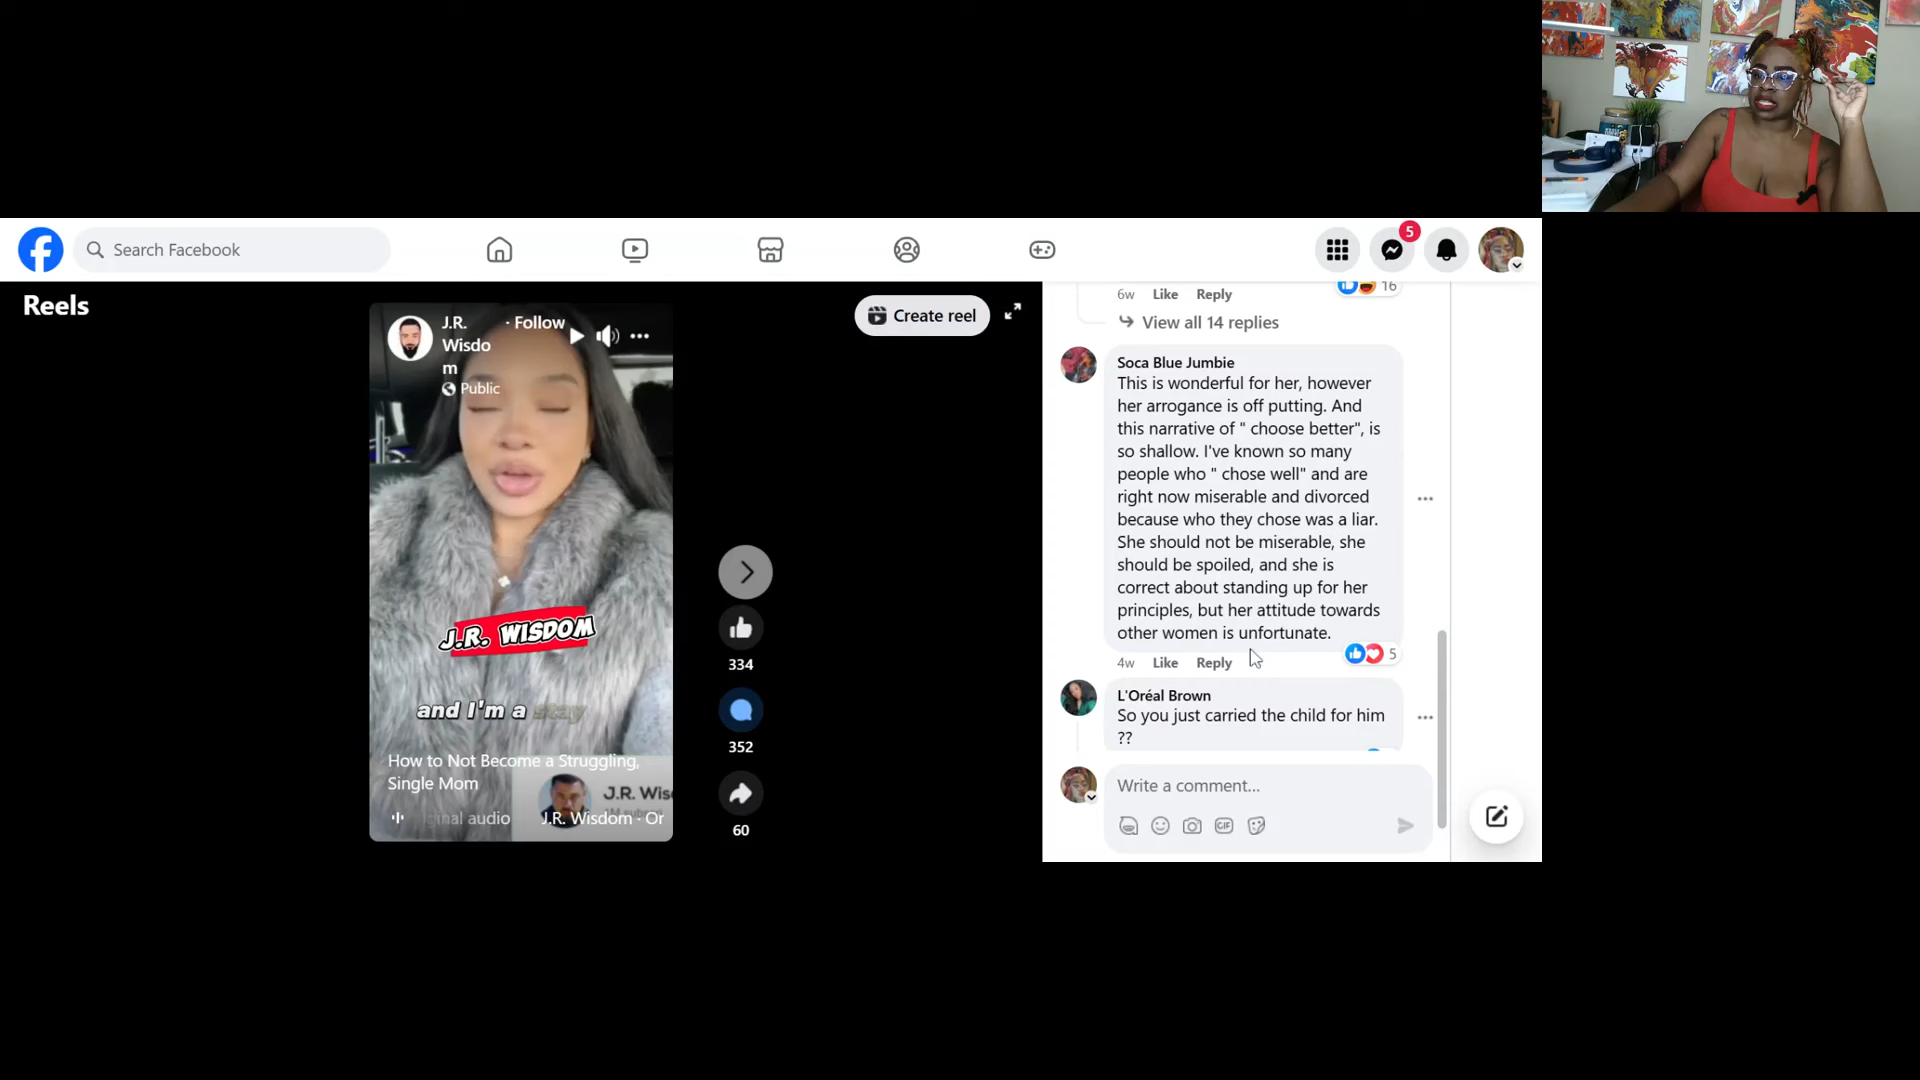 Search Facebook
5
Reels
Create reel
J.R.
Wisdo
m
· Follow
Public
J.R. WISDOM
and I'm a stay
How to Not Become a Struggling,
Single Mom
J.R. Wis
ginal audio
J.R. Wisdom · Or
334
352
60
6w Like Reply
16
View all 14 replies
Soca Blue Jumbie
This is wonderful for her, however
her arrogance is off putting. And
this narrative of " choose better", is
so shallow. I've known so many
people who " chose well" and are
right now miserable and divorced
because who they chose was a liar.
She should not be miserable, she
should be spoiled, and she is
correct about standing up for her
principles, but her attitude towards
other women is unfortunate.
4w Like Reply
5
L'Oréal Brown
So you just carried the child for him
??
Write a comment...
GIF